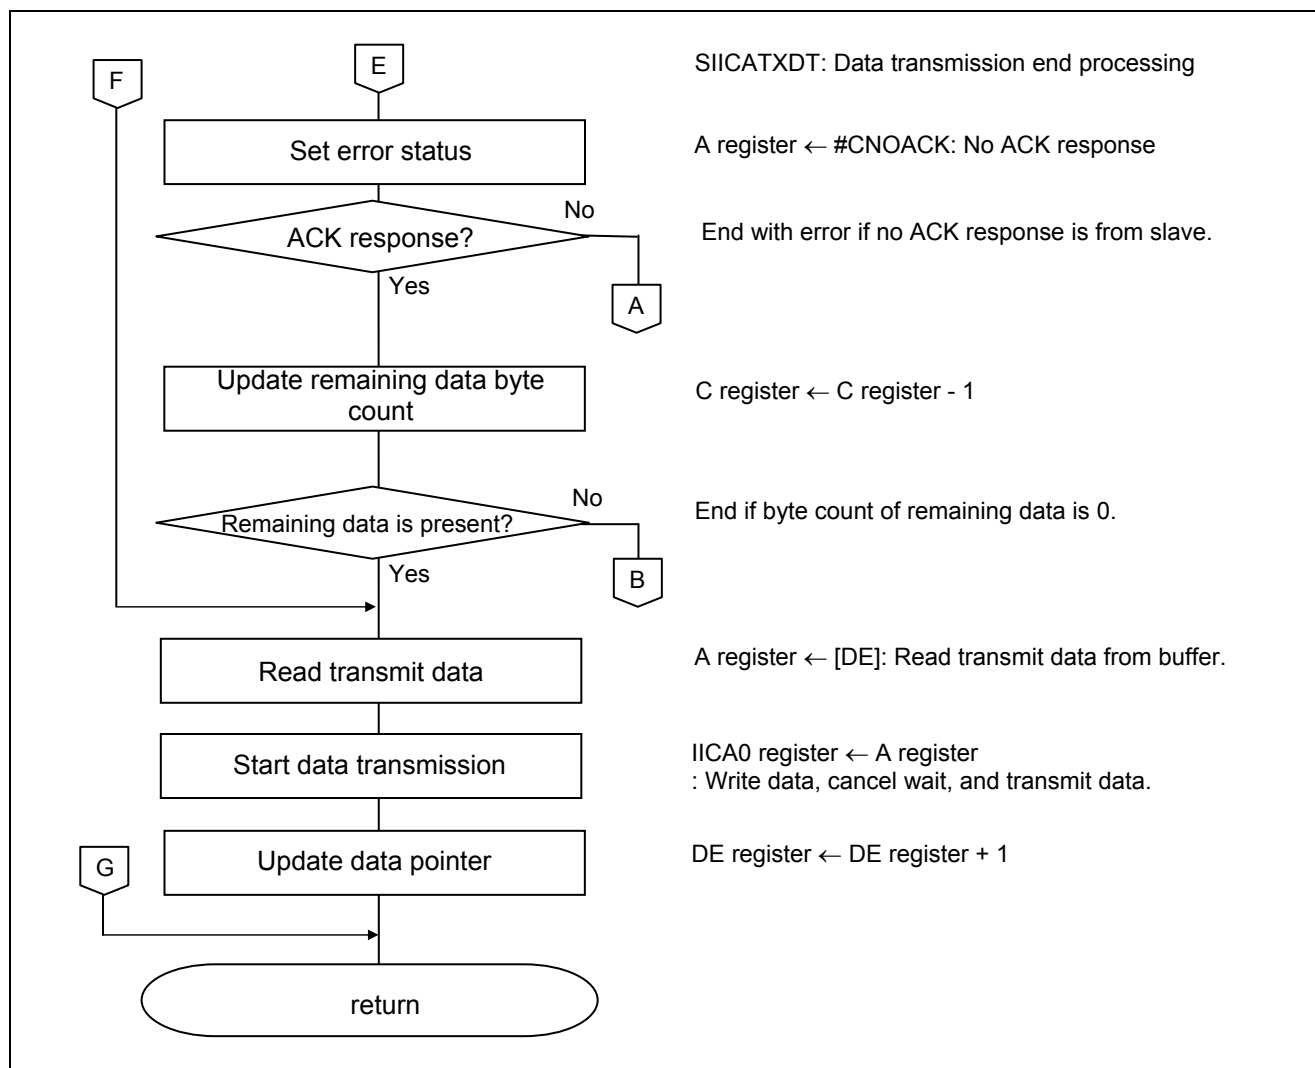 E
SIICATXDT: Data transmission end processing
F
Set error status
A register ← #CNOACK: No ACK response
No
ACK response?
End with error if no ACK response is from slave.
Yes
A
Update remaining data byte
count
C register ← C register - 1
No
Remaining data is present?
End if byte count of remaining data is 0.
Yes
B
Read transmit data
A register ← [DE]: Read transmit data from buffer.
Start data transmission
IICA0 register ← A register
: Write data, cancel wait, and transmit data.
Update data pointer
DE register ← DE register + 1
G
return